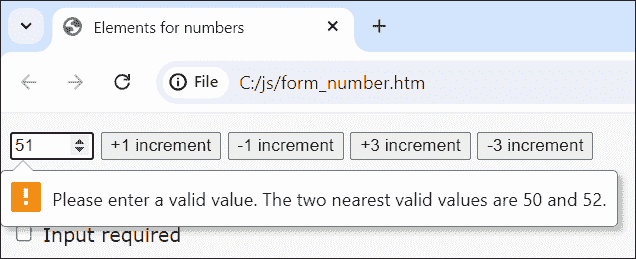 Elements for numbers
File C:/js/form_number.htm
51 +1 increment -1 increment +3 increment -3 increment
Please enter a valid value. The two nearest valid values are 50 and 52.
Input required